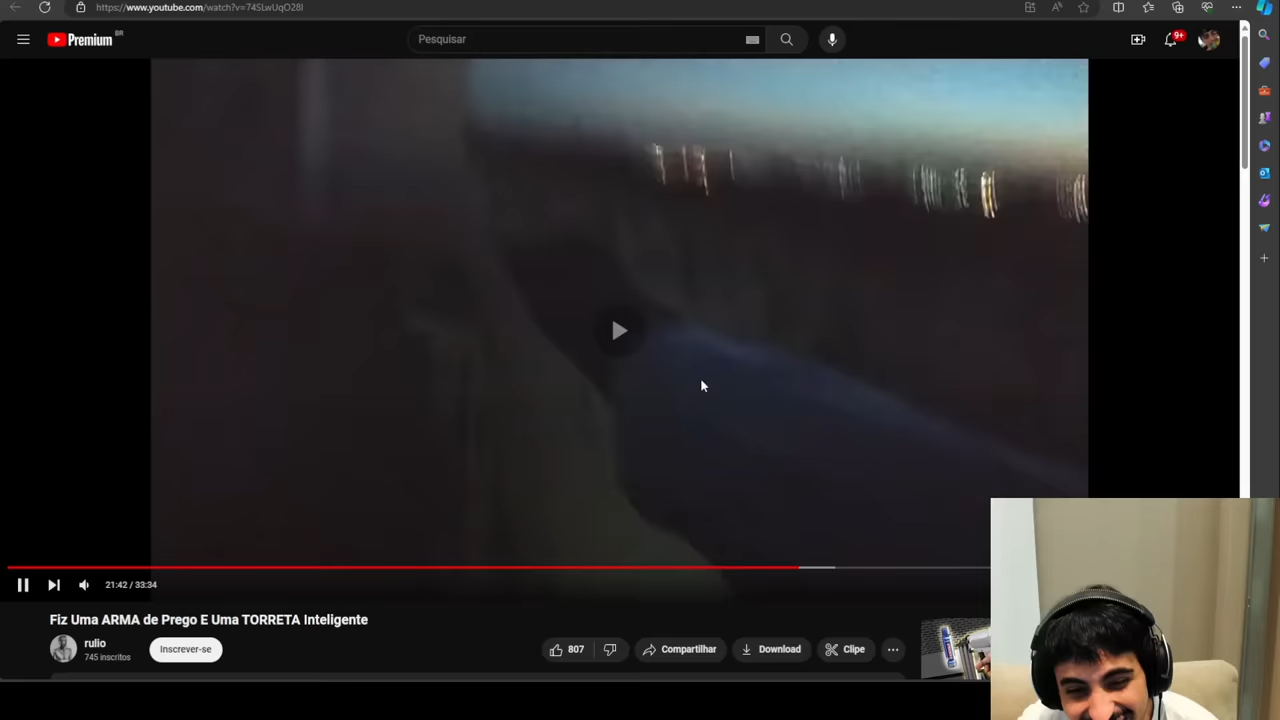 https://www.youtube.com/watch?v=74SLwUqO28I
Premium BR
Pesquisar
9+
21:42 / 33:34
Fiz Uma ARMA de Prego E Uma TORRETA Inteligente
rulio
745 inscritos
Inscrever-se
807
Compartilhar
Download
Clipe